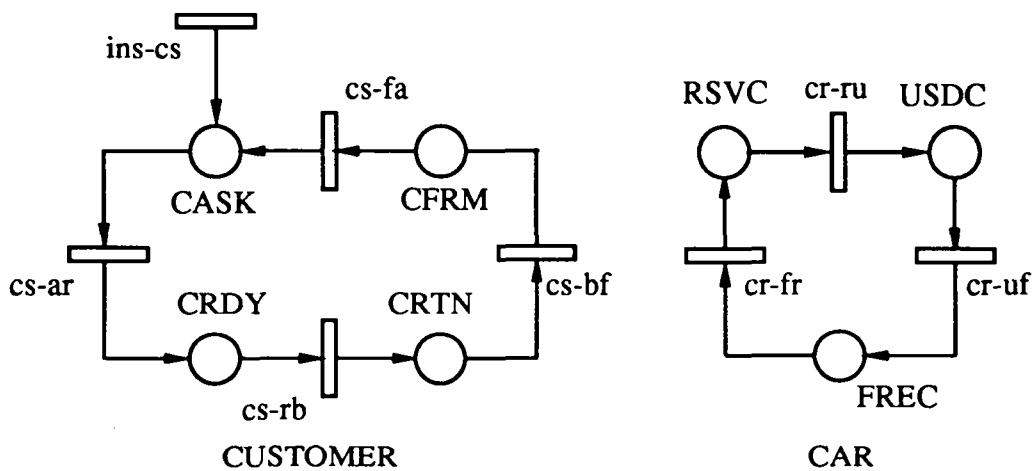 ins-cs
cs-fa
CASK
CFRM
cs-ar
cs-bf
CRDY
CRTN
cs-rb
CUSTOMER
RSVC
cr-ru
USDC
cr-fr
cr-uf
FREC
CAR